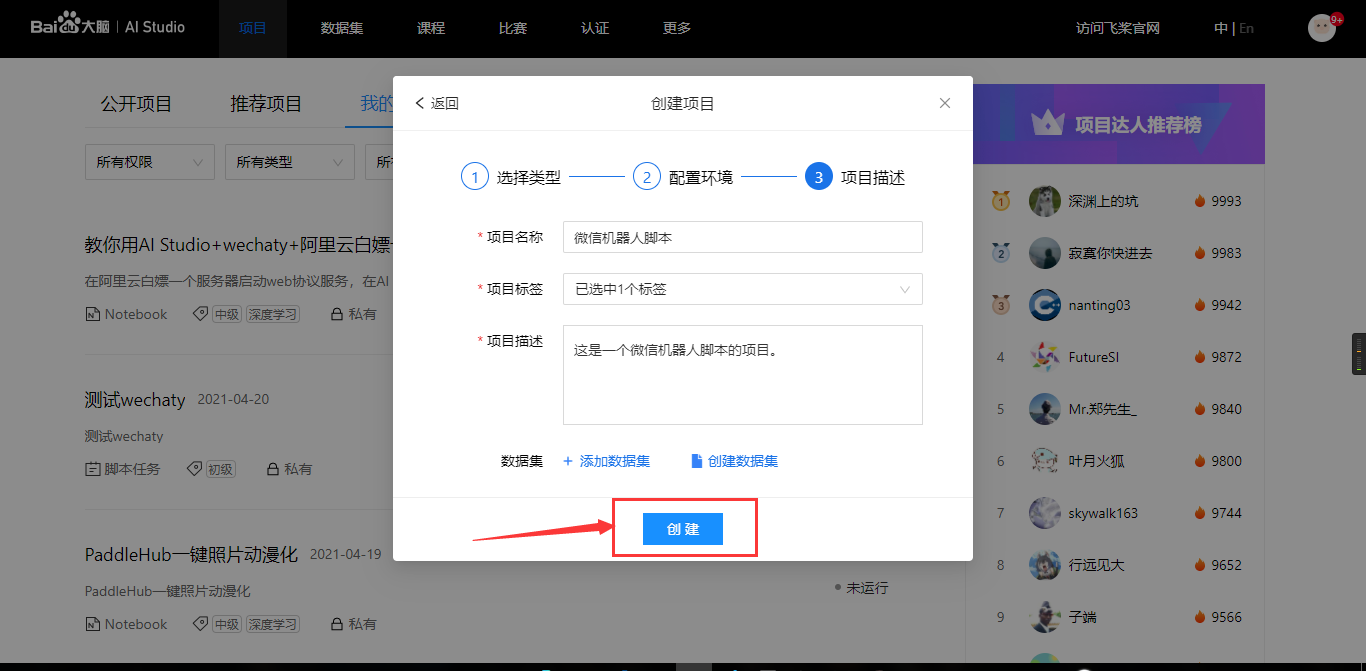 Baidu大脑 | AI Studio 项目 数据集 课程 比赛 认证 更多 访问飞桨官网 中 | En 9+
公开项目 推荐项目 我的
所有权限 所有类型 所
教你用AI Studio+wechaty+阿里云白嫖
在阿里云白嫖一个服务器启动web协议服务，在AI
Notebook 中级 深度学习 私有
测试wechaty 2021-04-20
测试wechaty
脚本任务 初级 私有
PaddleHub一键照片动漫化 2021-04-19
PaddleHub一键照片动漫化
未运行
Notebook 中级 深度学习 私有
返回 创建项目
1 选择类型 2 配置环境 3 项目描述
* 项目名称 微信机器人脚本
* 项目标签 已选中1个标签
* 项目描述 这是一个微信机器人脚本的项目。
数据集 + 添加数据集 创建数据集
创 建
项目达人推荐榜
1 深渊上的坑 9993
2 寂寞你快进去 9983
3 nanting03 9942
4 FutureSI 9872
5 Mr.郑先生_ 9840
6 叶月火狐 9800
7 skywalk163 9744
8 行远见大 9652
9 子端 9566